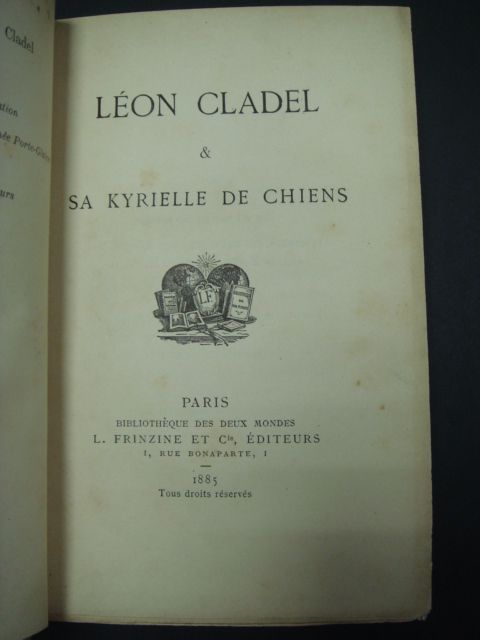 Cladel
LÉON CLADEL
&
SA KYRIELLE DE CHIENS
LF
PARIS
BIBLIOTHÈQUE DES DEUX MONDES
L. FRINZINE ET Cie, ÉDITEURS
1, RUE BONAPARTE, 1
1885
Tous droits réservés